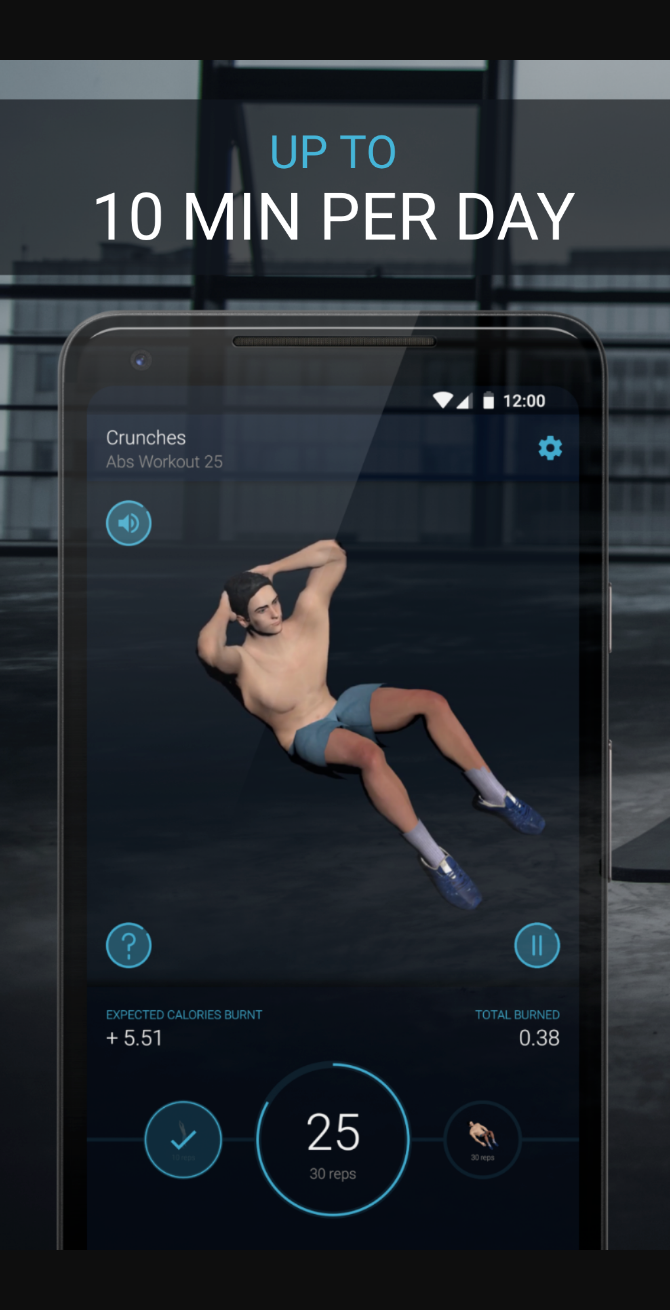 UP TO
10 MIN PER DAY
12:00
Crunches
Abs Workout 25
?
EXPECTED CALORIES BURNT
TOTAL BURNED
+ 5.51
0.38
25
30 reps
30 reps